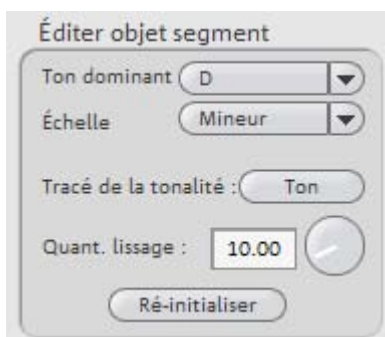 Éditer objet segment
Ton dominant D
Échelle Mineur
Tracé de la tonalité : Ton
Quant. lissage : 10.00
Ré-initialiser